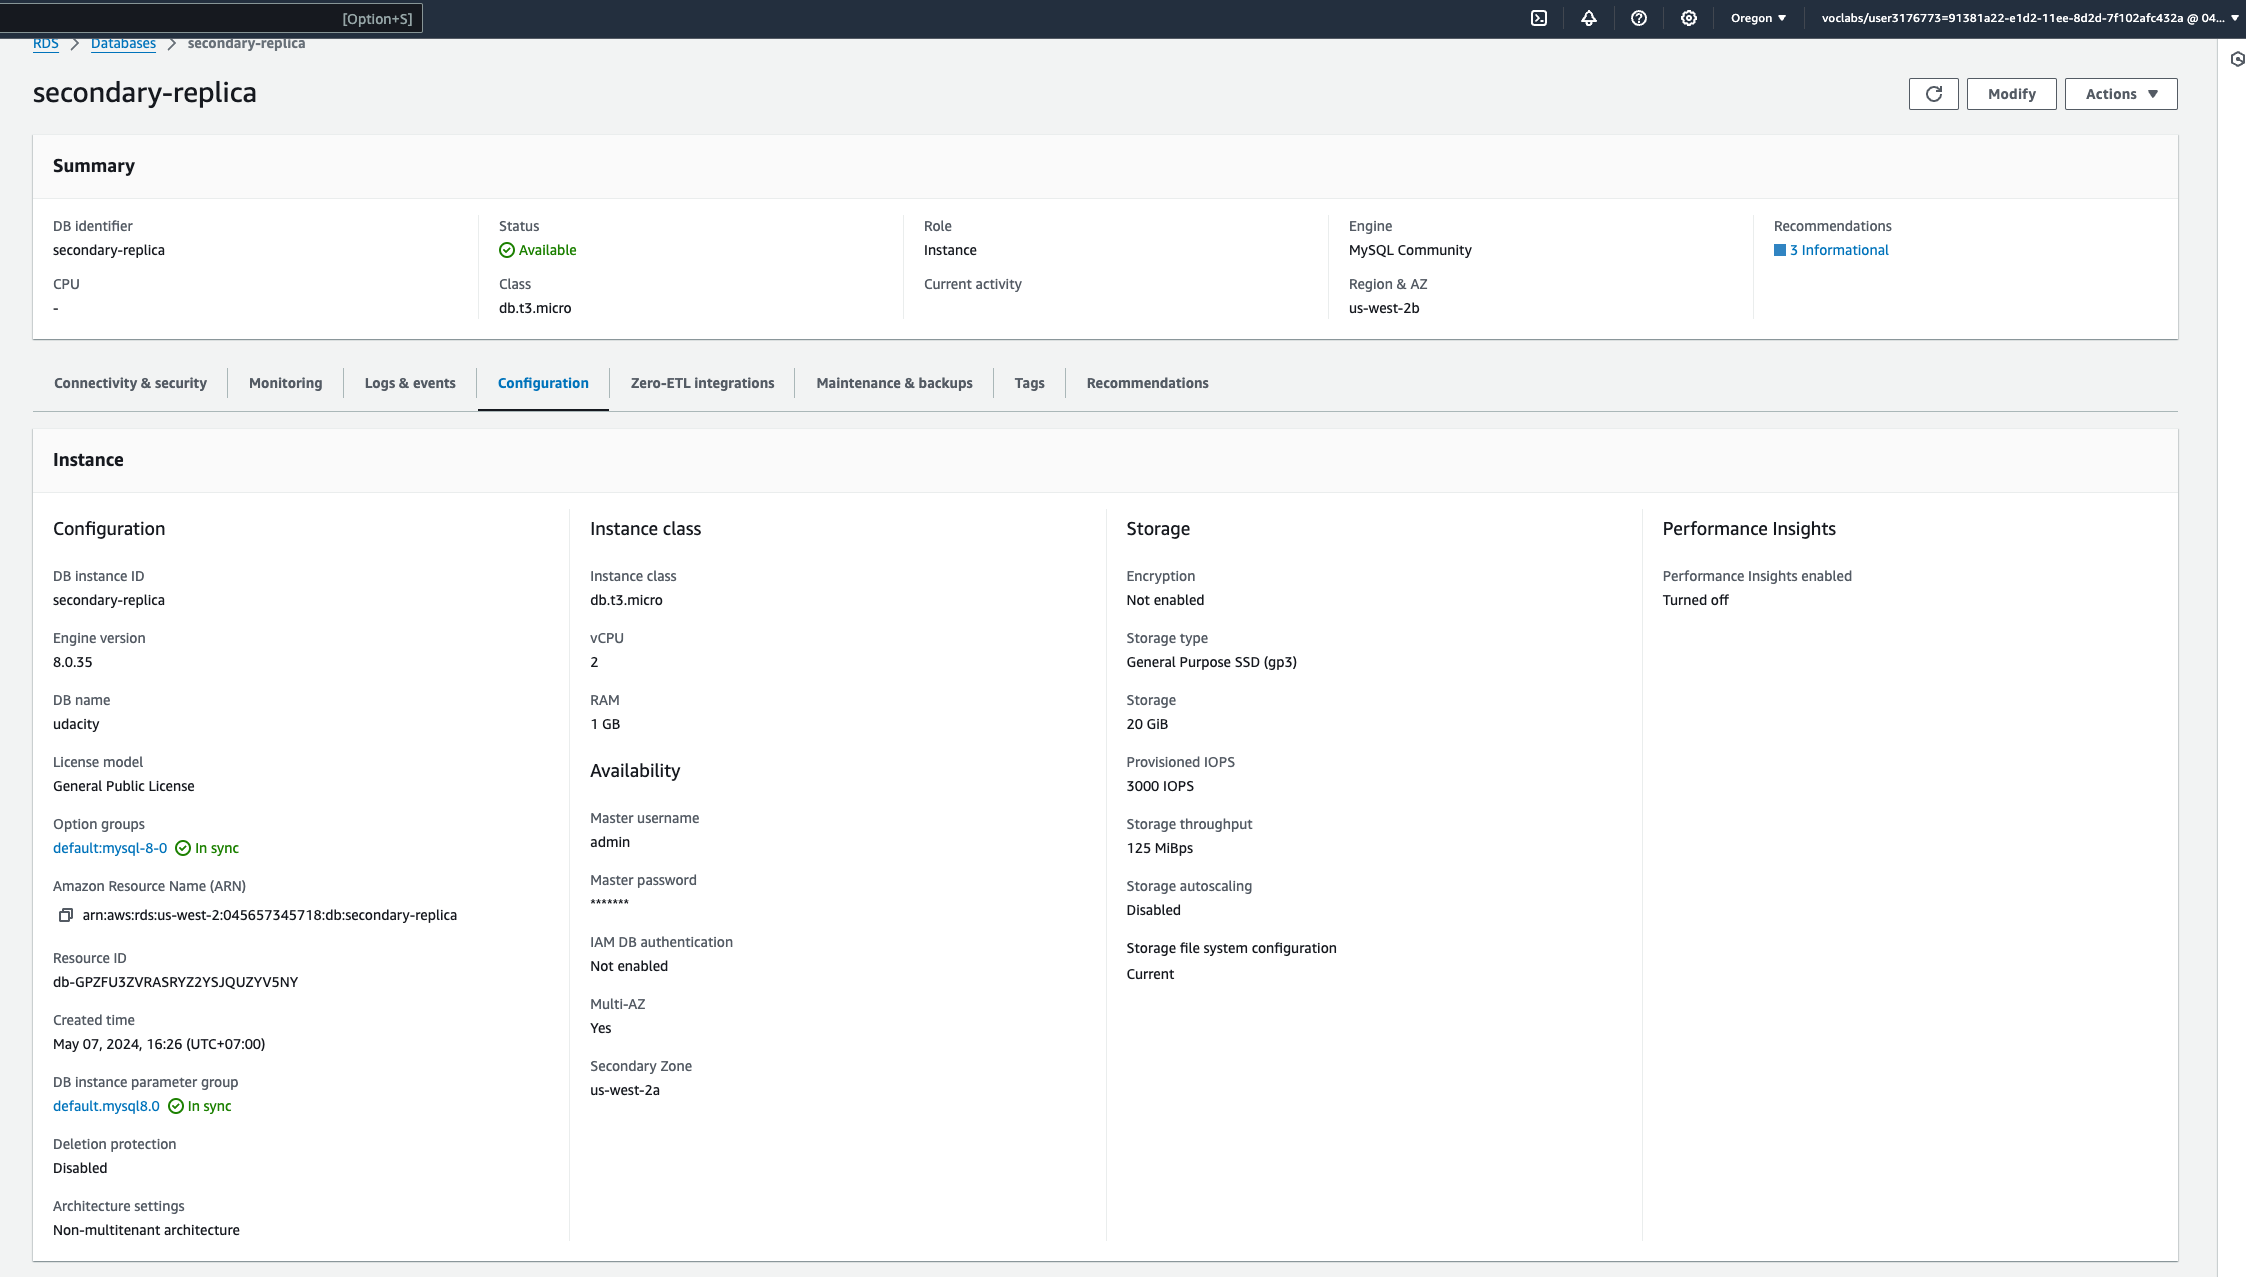 [Option+S]
Oregon
voclabs/user3176773=91381a22-e1d2-11ee-8d2d-7f102afc432a @ 04...
RDS > Databases > secondary-replica
secondary-replica
Modify
Actions
Summary
DB identifier
secondary-replica
Status
Available
Role
Instance
Engine
MySQL Community
Recommendations
3 Informational
CPU
-
Class
db.t3.micro
Current activity
Region & AZ
us-west-2b
Connectivity & security
Monitoring
Logs & events
Configuration
Zero-ETL integrations
Maintenance & backups
Tags
Recommendations
Instance
Configuration
DB instance ID
secondary-replica
Engine version
8.0.35
DB name
udacity
License model
General Public License
Option groups
default:mysql-8-0 In sync
Amazon Resource Name (ARN)
arn:aws:rds:us-west-2:045657345718:db:secondary-replica
Resource ID
db-GPZFU3ZVRASRYZ2YSJQUZYV5NY
Created time
May 07, 2024, 16:26 (UTC+07:00)
DB instance parameter group
default.mysql8.0 In sync
Deletion protection
Disabled
Architecture settings
Non-multitenant architecture
Instance class
Instance class
db.t3.micro
vCPU
2
RAM
1 GB
Availability
Master username
admin
Master password
*******
IAM DB authentication
Not enabled
Multi-AZ
Yes
Secondary Zone
us-west-2a
Storage
Encryption
Not enabled
Storage type
General Purpose SSD (gp3)
Storage
20 GiB
Provisioned IOPS
3000 IOPS
Storage throughput
125 MiBps
Storage autoscaling
Disabled
Storage file system configuration
Current
Performance Insights
Performance Insights enabled
Turned off